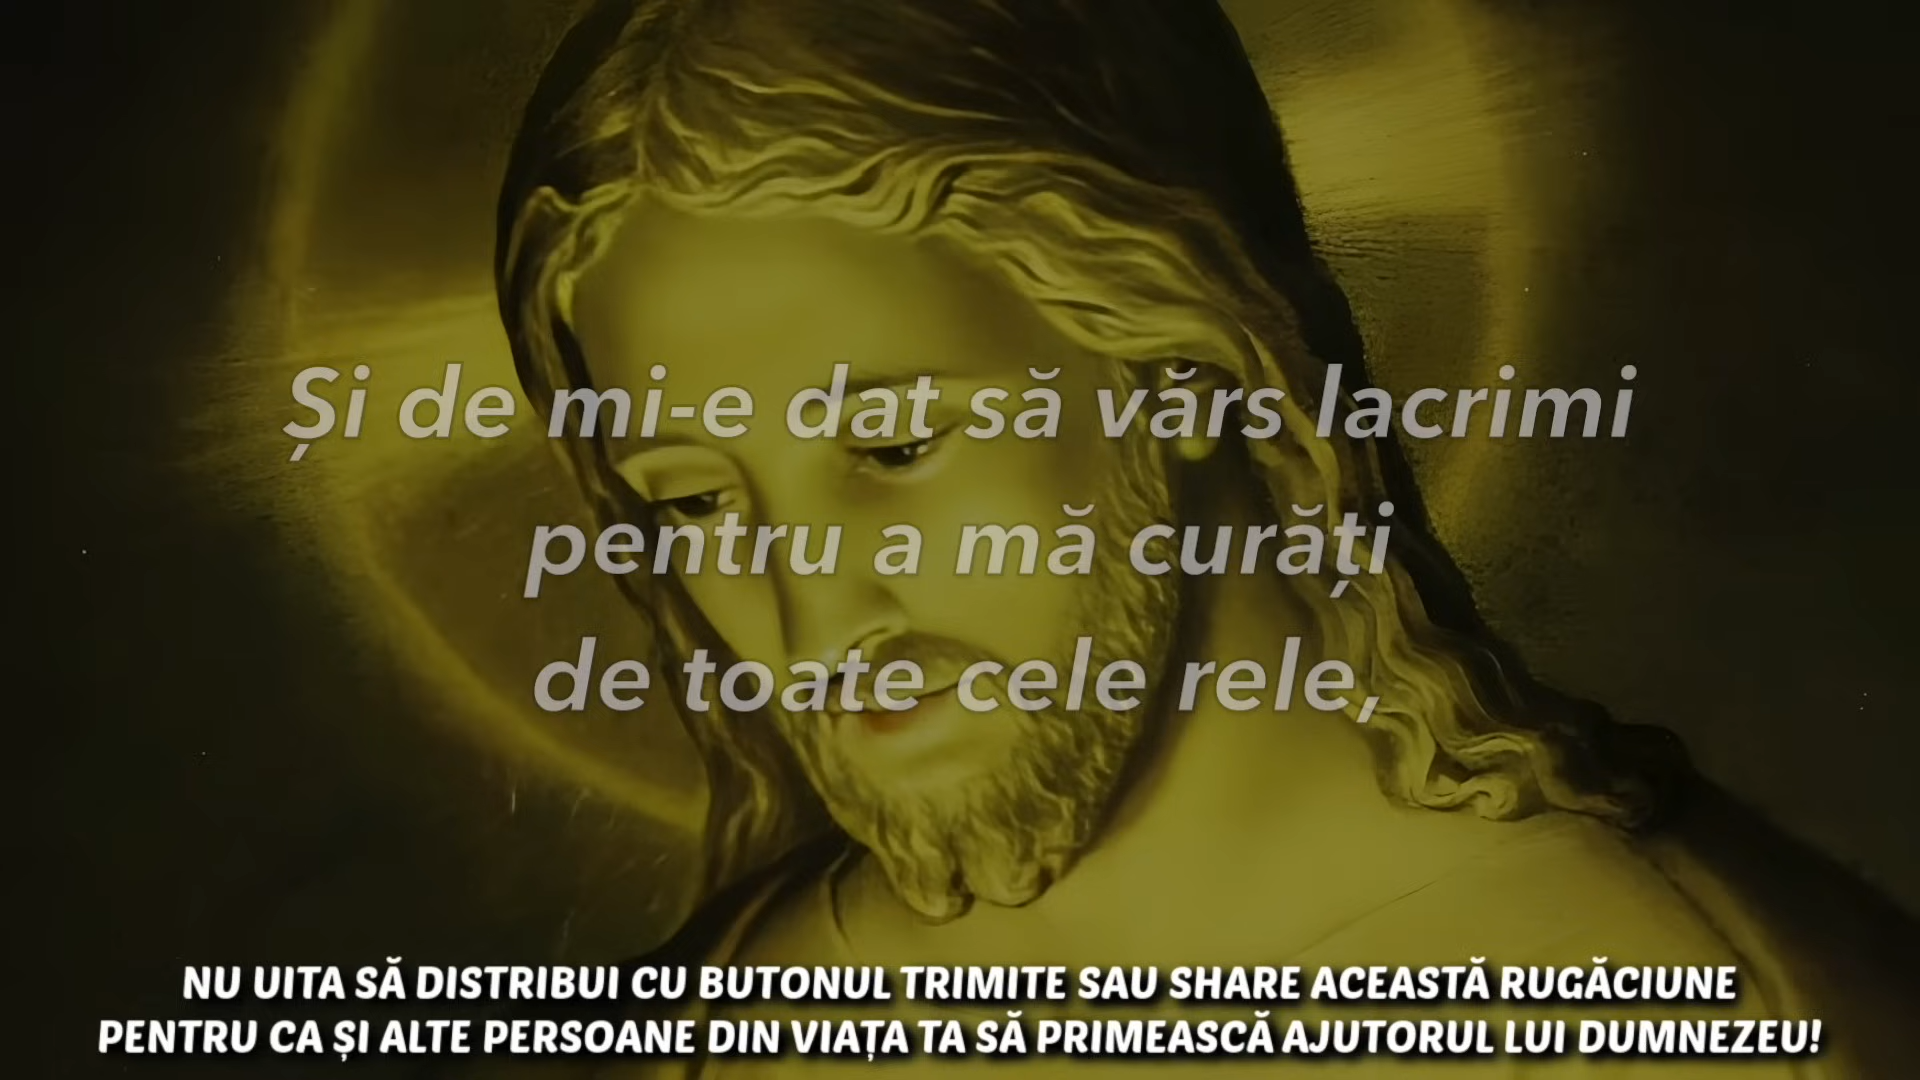 Și de mi-e dat să vărs lacrimi
pentru a mă curăți
de toate cele rele,
NU UITA SĂ DISTRIBUI CU BUTONUL TRIMITE SAU SHARE ACEASTĂ RUGĂCIUNE
PENTRU CA ȘI ALTE PERSOANE DIN VIAȚA TA SĂ PRIMEASCĂ AJUTORUL LUI DUMNEZEU!